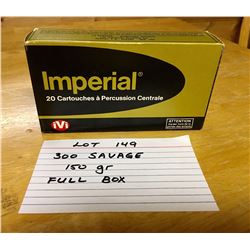 Imperial®
20 Cartouches à Percussion Centrale
iVi
ATTENTION
LOT 149
300 SAVAGE
150 gr
FULL BOX